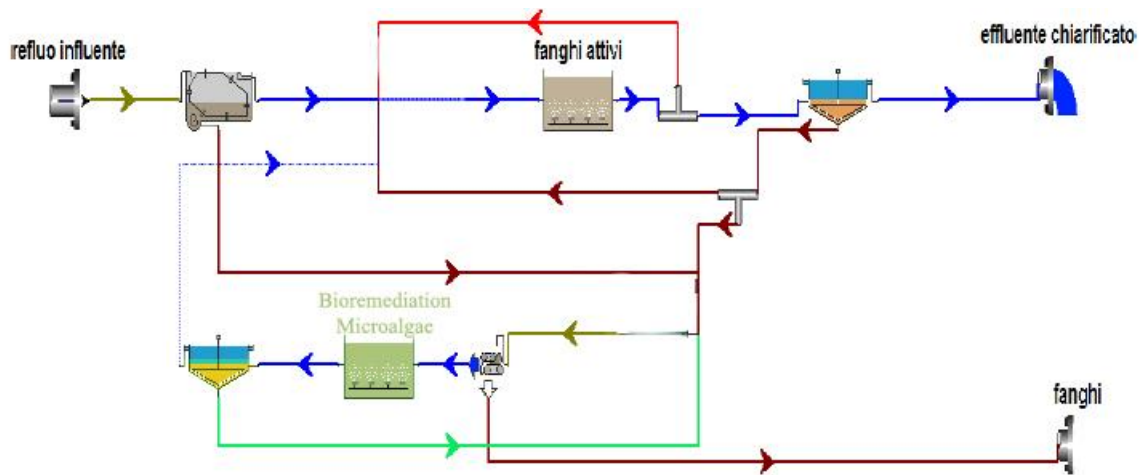 refluo influente
fanghi attivi
effluente chiarificato
Bioremediation
Microalgae
fanghi